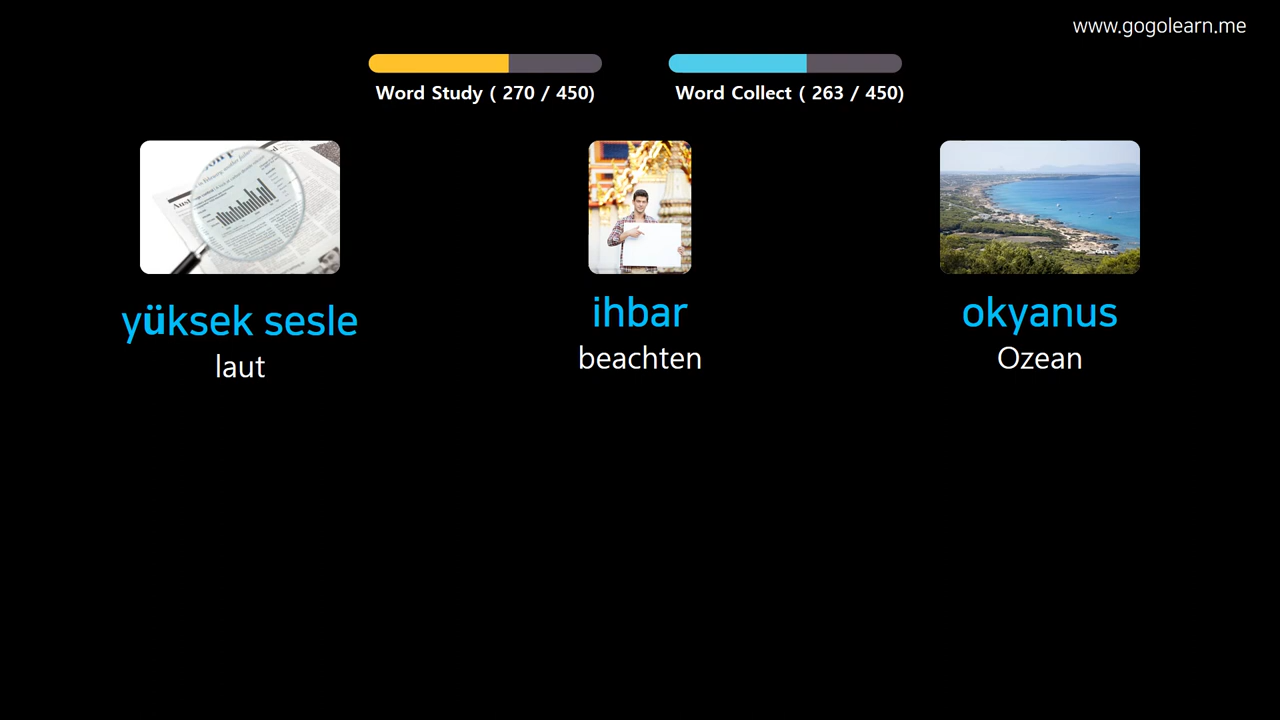 www.gogolearn.me
Word Study ( 270 / 450)
Word Collect ( 263 / 450)
yüksek sesle
laut
ihbar
beachten
okyanus
Ozean